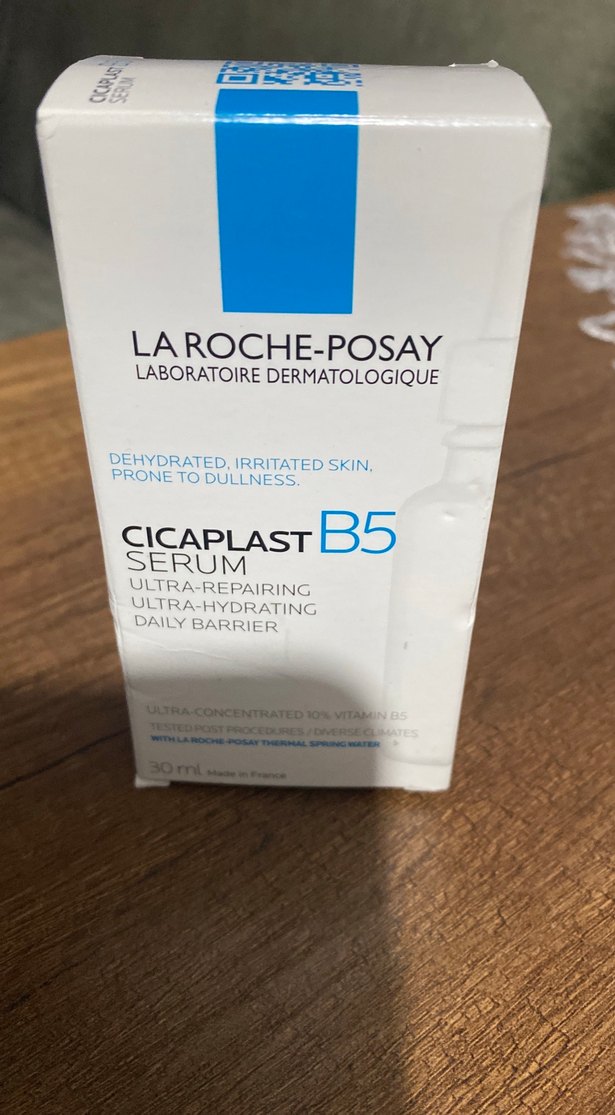 CICAPLAST
SERUM
LA ROCHE-POSAY
LABORATOIRE DERMATOLOGIQUE
DEHYDRATED, IRRITATED SKIN,
PRONE TO DULLNESS.
CICAPLAST B5
SERUM
ULTRA-REPAIRING
ULTRA-HYDRATING
DAILY BARRIER
ULTRA-CONCENTRATED 10% VITAMIN B5
TESTED POST PROCEDURES / DIVERSE CLIMATES
WITH LA ROCHE-POSAY THERMAL SPRING WATER
30 ml Made in France